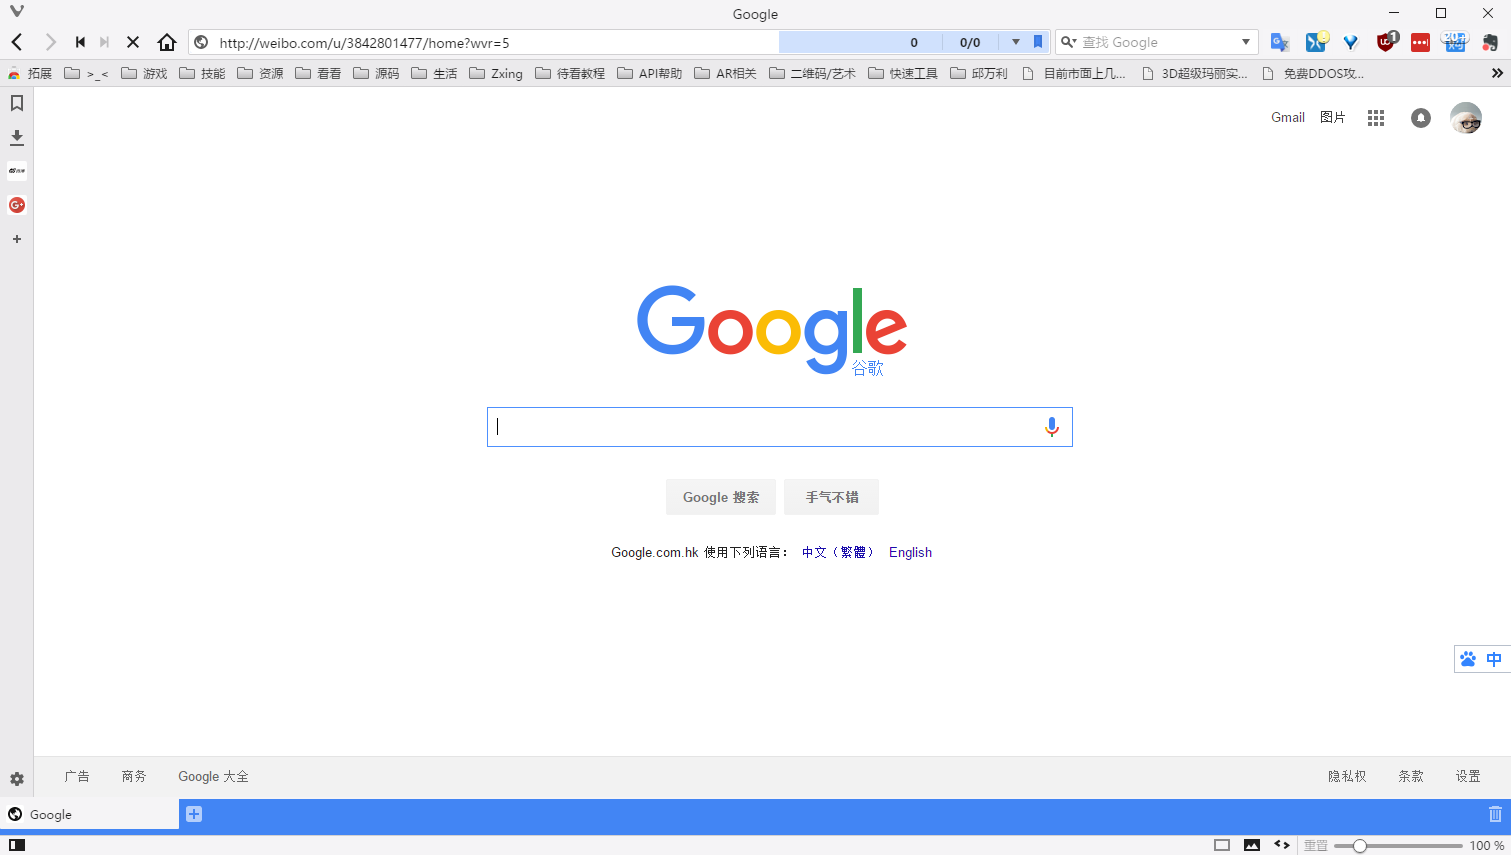 Google
http://weibo.com/u/3842801477/home?wvr=5 0 0/0 查找 Google
拓展 >_< 游戏 技能 资源 看看 源码 生活 Zxing 待看教程 API帮助 AR相关 二维码/艺术 快速工具 邱万利 目前市面上几... 3D超级玛丽实... 免费DDOS攻...
Gmail 图片
Google
谷歌
Google 搜索 手气不错
Google.com.hk 使用下列语言： 中文（繁體） English
中
广告 商务 Google 大全 隐私权 条款 设置
Google
重置 100 %